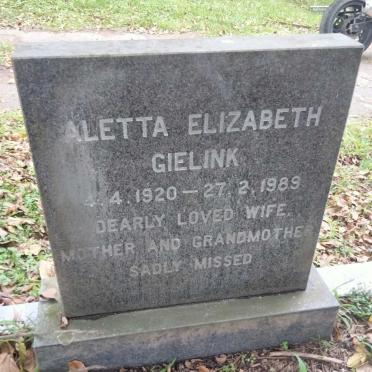 ALETTA ELIZABETH
GIELINK
.4.1920 — 27.2.1989
DEARLY LOVED WIFE,
MOTHER AND GRANDMOTHER
SADLY MISSED